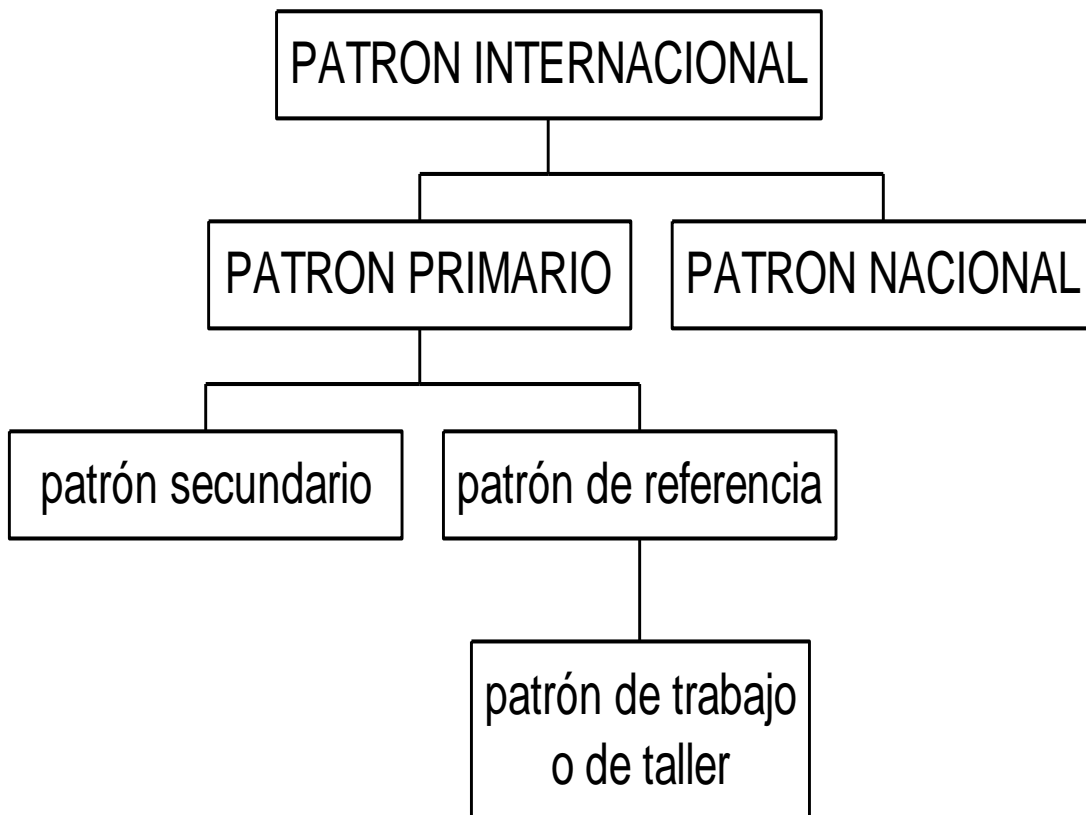 PATRON INTERNACIONAL
PATRON PRIMARIO
PATRON NACIONAL
patrón secundario
patrón de referencia
patrón de trabajo
o de taller